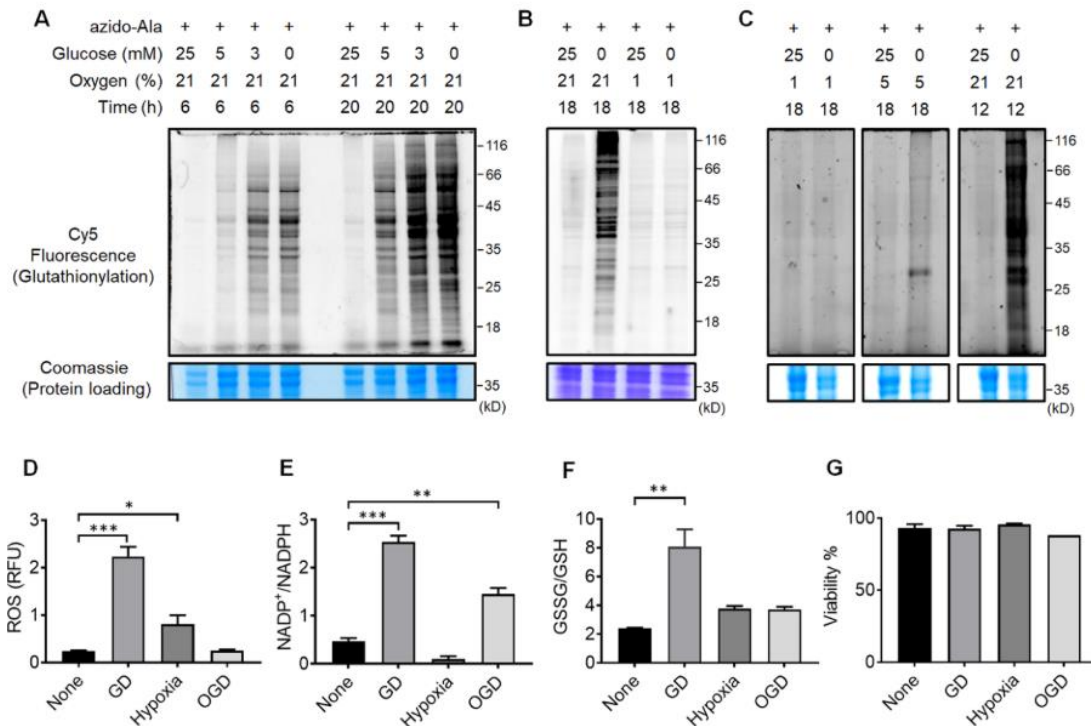 A B C
azido-Ala + + + + + + + + + + + + + + + + + +
Glucose (mM) 25 5 3 0 25 5 3 0 25 0 25 0 25 0 25 0 25 0
Oxygen (%) 21 21 21 21 21 21 21 21 21 21 1 1 1 1 5 5 21 21
Time (h) 6 6 6 6 20 20 20 20 18 18 18 18 18 18 18 18 12 12
Cy5
Fluorescence
(Glutathionylation)
116
66
45
35
25
18
116
66
45
35
25
18
116
66
45
35
25
18
Coomassie
(Protein loading)
35
(kD)
35
(kD)
35
(kD)
D
ROS (RFU)
3
2
1
0
*
***
None GD Hypoxia OGD
E
NADP+/NADPH
3
2
1
0
**
***
None GD Hypoxia OGD
F
GSSG/GSH
10
8
6
4
2
0
**
None GD Hypoxia OGD
G
Viability %
100
50
0
None GD Hypoxia OGD